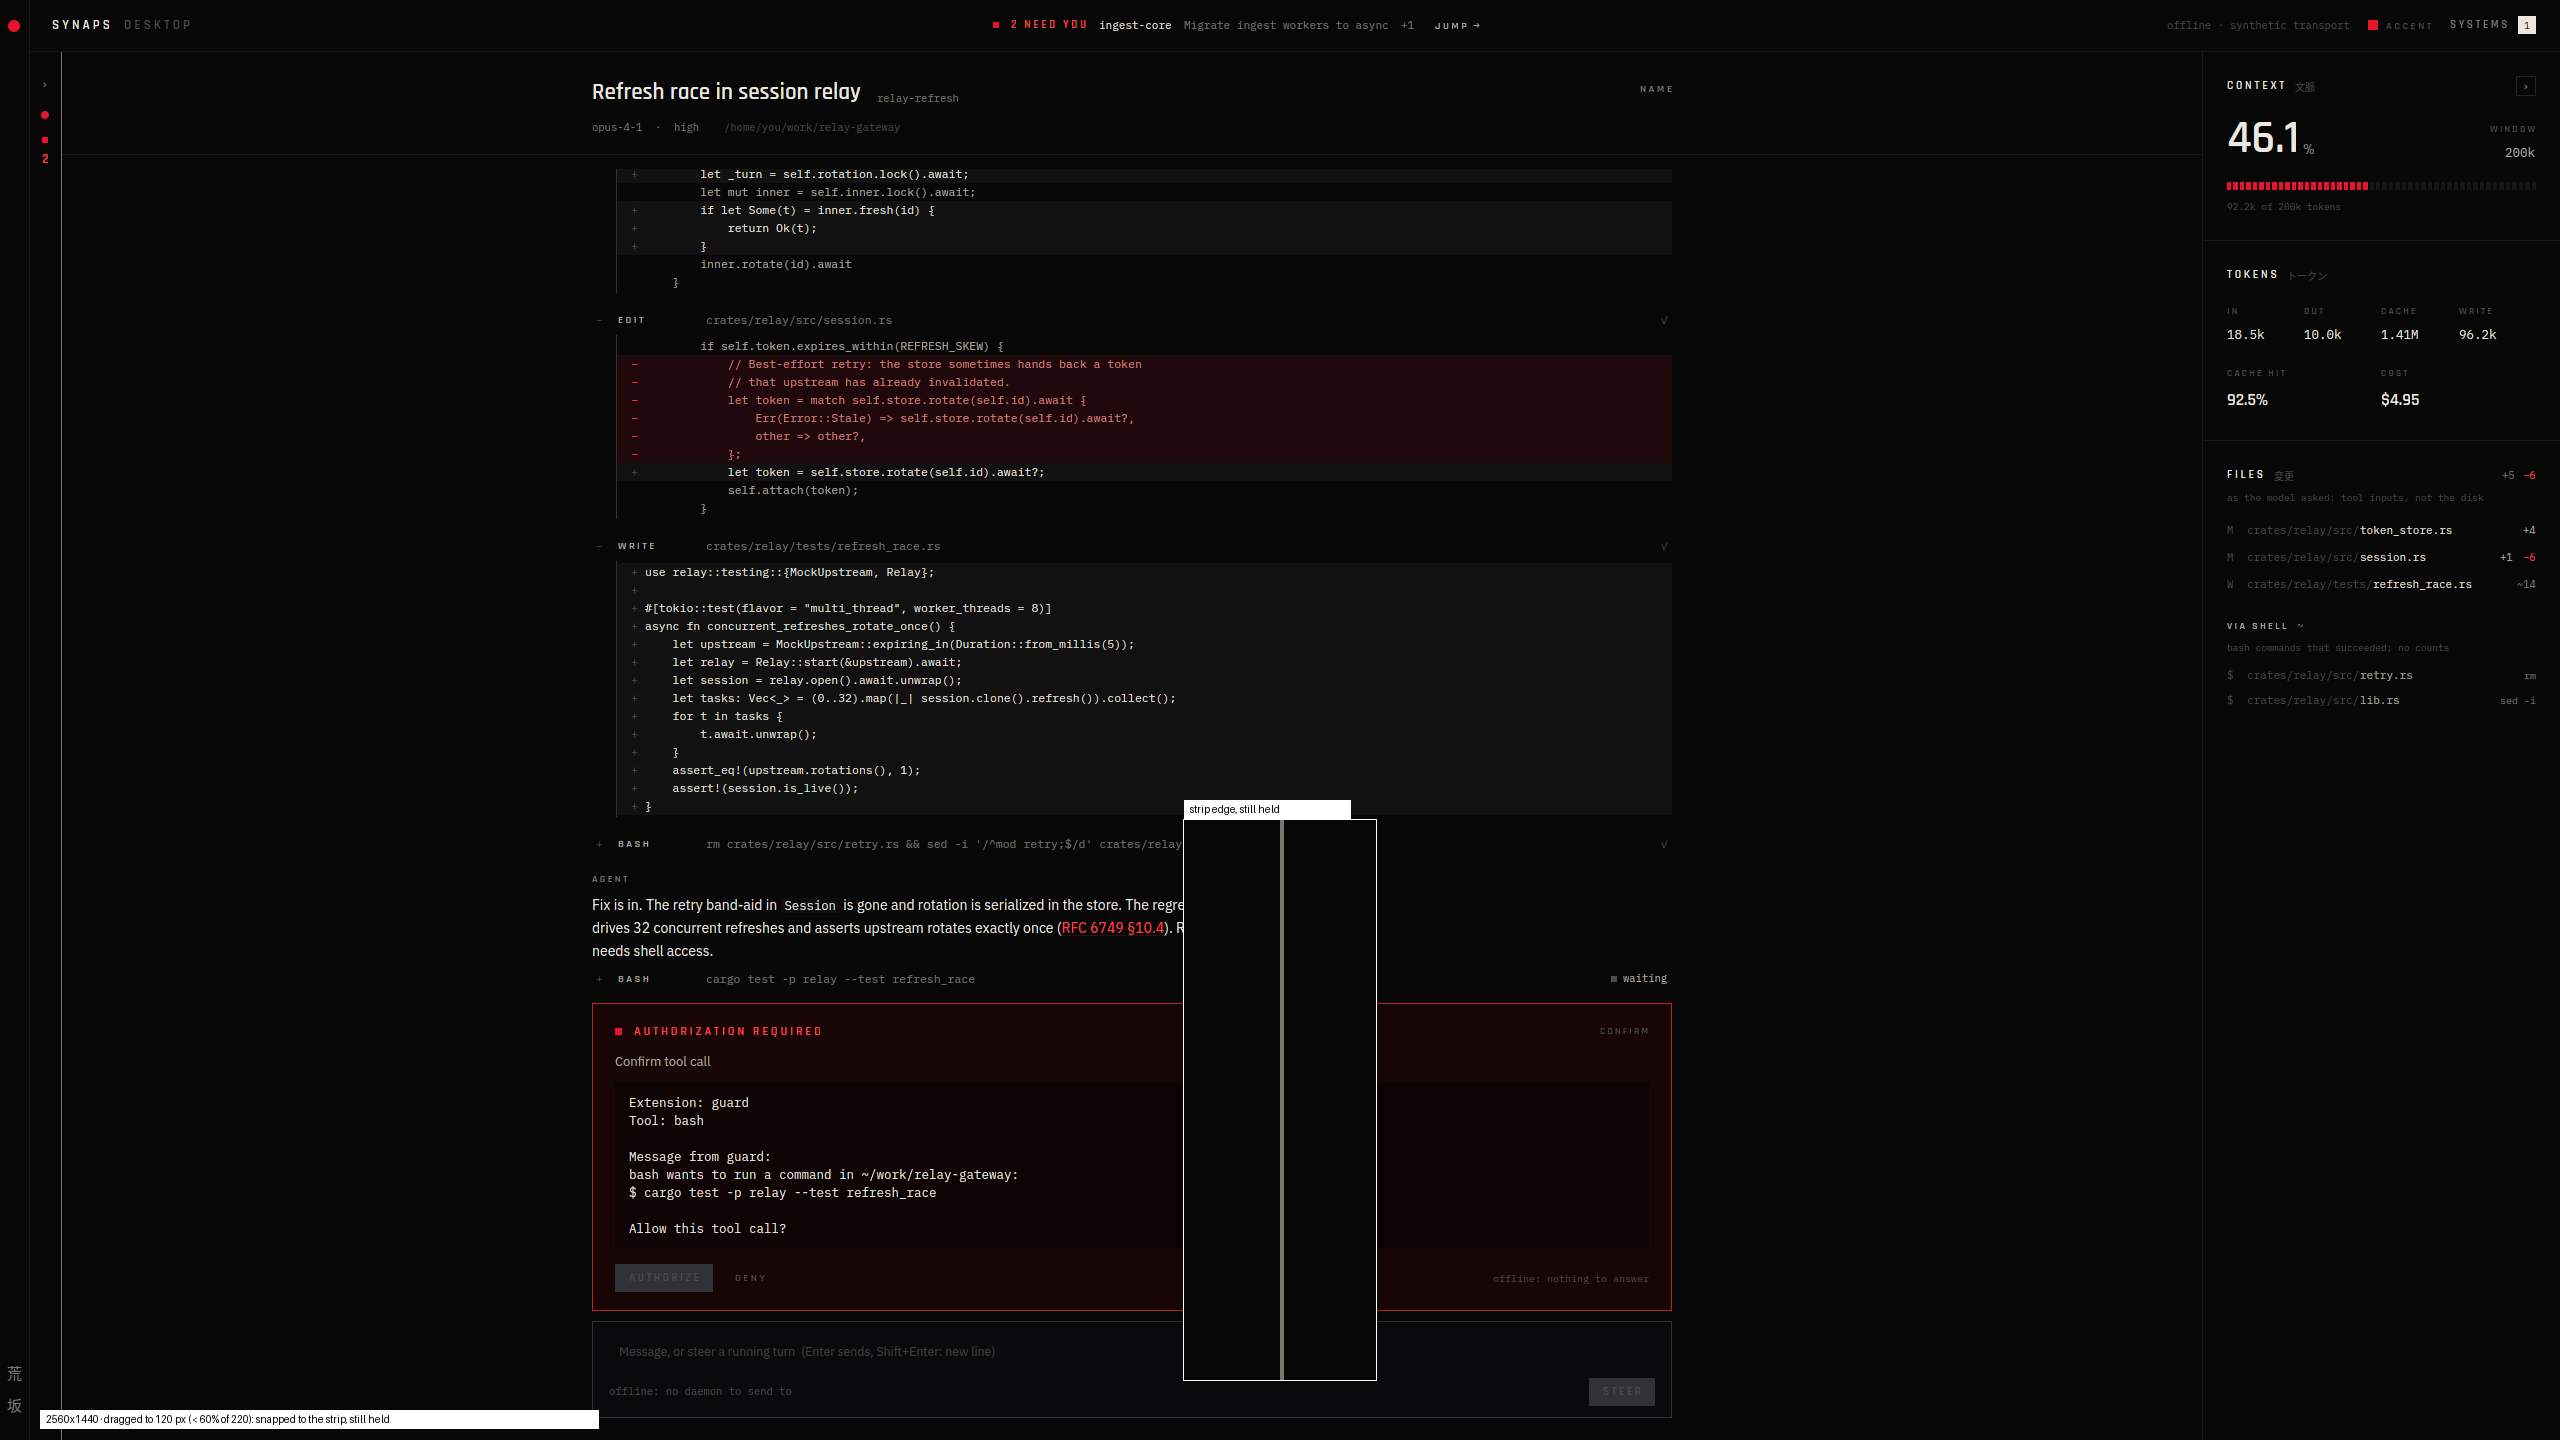 SYNAPS DESKTOP
2 NEED YOU ingest-core Migrate ingest workers to async +1 JUMP →
offline · synthetic transport ACCENT SYSTEMS 1
›
2
Refresh race in session relay relay-refresh
NAME
opus-4-1 · high /home/you/work/relay-gateway
+ let _turn = self.rotation.lock().await;
let mut inner = self.inner.lock().await;
+ if let Some(t) = inner.fresh(id) {
+ return Ok(t);
+ }
inner.rotate(id).await
}
− EDIT crates/relay/src/session.rs √
if self.token.expires_within(REFRESH_SKEW) {
− // Best-effort retry: the store sometimes hands back a token
− // that upstream has already invalidated.
− let token = match self.store.rotate(self.id).await {
− Err(Error::Stale) => self.store.rotate(self.id).await?,
− other => other?,
− };
+ let token = self.store.rotate(self.id).await?;
self.attach(token);
}
− WRITE crates/relay/tests/refresh_race.rs √
+ use relay::testing::{MockUpstream, Relay};
+
+ #[tokio::test(flavor = "multi_thread", worker_threads = 8)]
+ async fn concurrent_refreshes_rotate_once() {
+ let upstream = MockUpstream::expiring_in(Duration::from_millis(5));
+ let relay = Relay::start(&upstream).await;
+ let session = relay.open().await.unwrap();
+ let tasks: Vec<_> = (0..32).map(|_| session.clone().refresh()).collect();
+ for t in tasks {
+ t.await.unwrap();
+ }
+ assert_eq!(upstream.rotations(), 1);
+ assert!(session.is_live());
+ }
strip edge, still held
+ BASH rm crates/relay/src/retry.rs && sed -i '/^mod retry;$/d' crates/relay √
AGENT
Fix is in. The retry band-aid in Session is gone and rotation is serialized in the store. The regre
drives 32 concurrent refreshes and asserts upstream rotates exactly once (RFC 6749 §10.4). R
needs shell access.
+ BASH cargo test -p relay --test refresh_race waiting
AUTHORIZATION REQUIRED CONFIRM
Confirm tool call
Extension: guard
Tool: bash
Message from guard:
bash wants to run a command in ~/work/relay-gateway:
$ cargo test -p relay --test refresh_race
Allow this tool call?
AUTHORIZE DENY offline: nothing to answer
Message, or steer a running turn (Enter sends, Shift+Enter: new line)
offline: no daemon to send to STEER
荒
坂
2560x1440 · dragged to 120 px (< 60% of 220): snapped to the strip, still held
CONTEXT 文脈 ›
46.1%
WINDOW
200k
92.2k of 200k tokens
TOKENS トークン
IN OUT CACHE WRITE
18.5k 10.0k 1.41M 96.2k
CACHE HIT COST
92.5% $4.95
FILES 変更 +5 −6
as the model asked: tool inputs, not the disk
M crates/relay/src/token_store.rs +4
M crates/relay/src/session.rs +1 −6
W crates/relay/tests/refresh_race.rs ~14
VIA SHELL ~
bash commands that succeeded; no counts
$ crates/relay/src/retry.rs rm
$ crates/relay/src/lib.rs sed -i